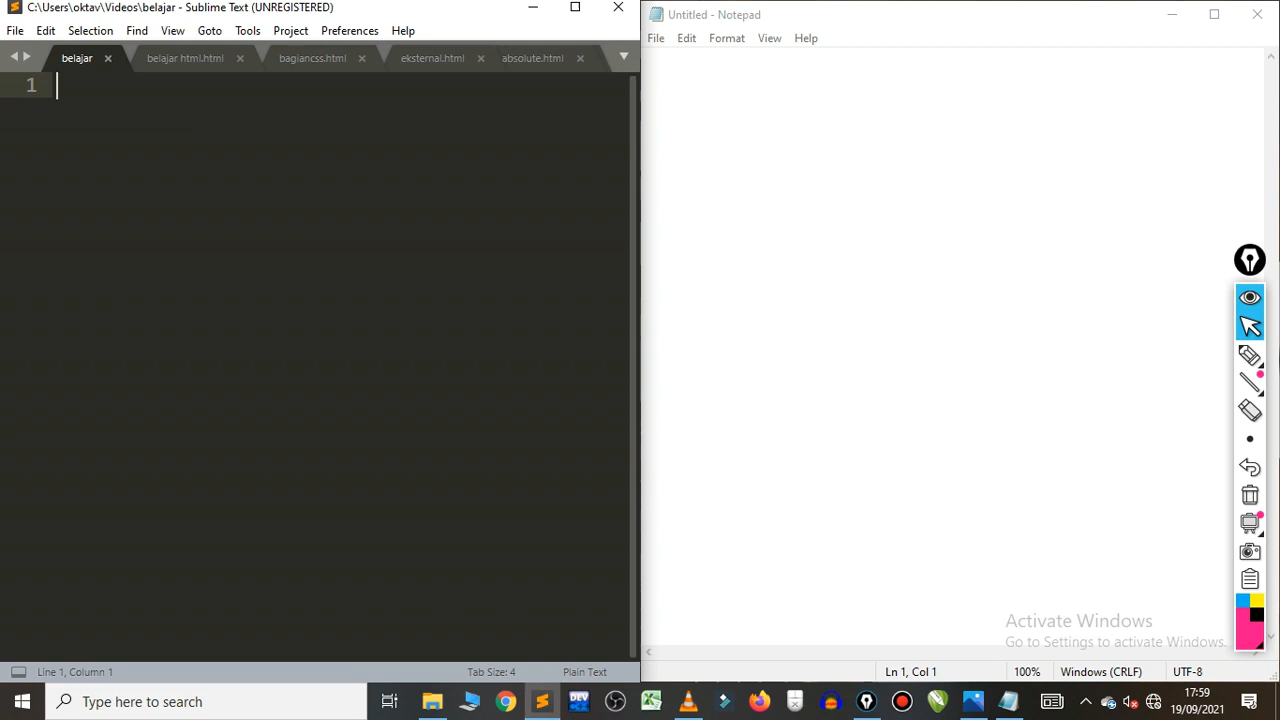 C:\Users\oktav\Videos\belajar - Sublime Text (UNREGISTERED)
File Edit Selection Find View Goto Tools Project Preferences Help
belajar belajar html.html bagiancss.html eksternal.html absolute.html
1
Line 1, Column 1 Tab Size: 4 Plain Text
Untitled - Notepad
File Edit Format View Help
Activate Windows
Go to Settings to activate Windows.
Ln 1, Col 1 100% Windows (CRLF) UTF-8
Type here to search
DEV
17:59
19/09/2021